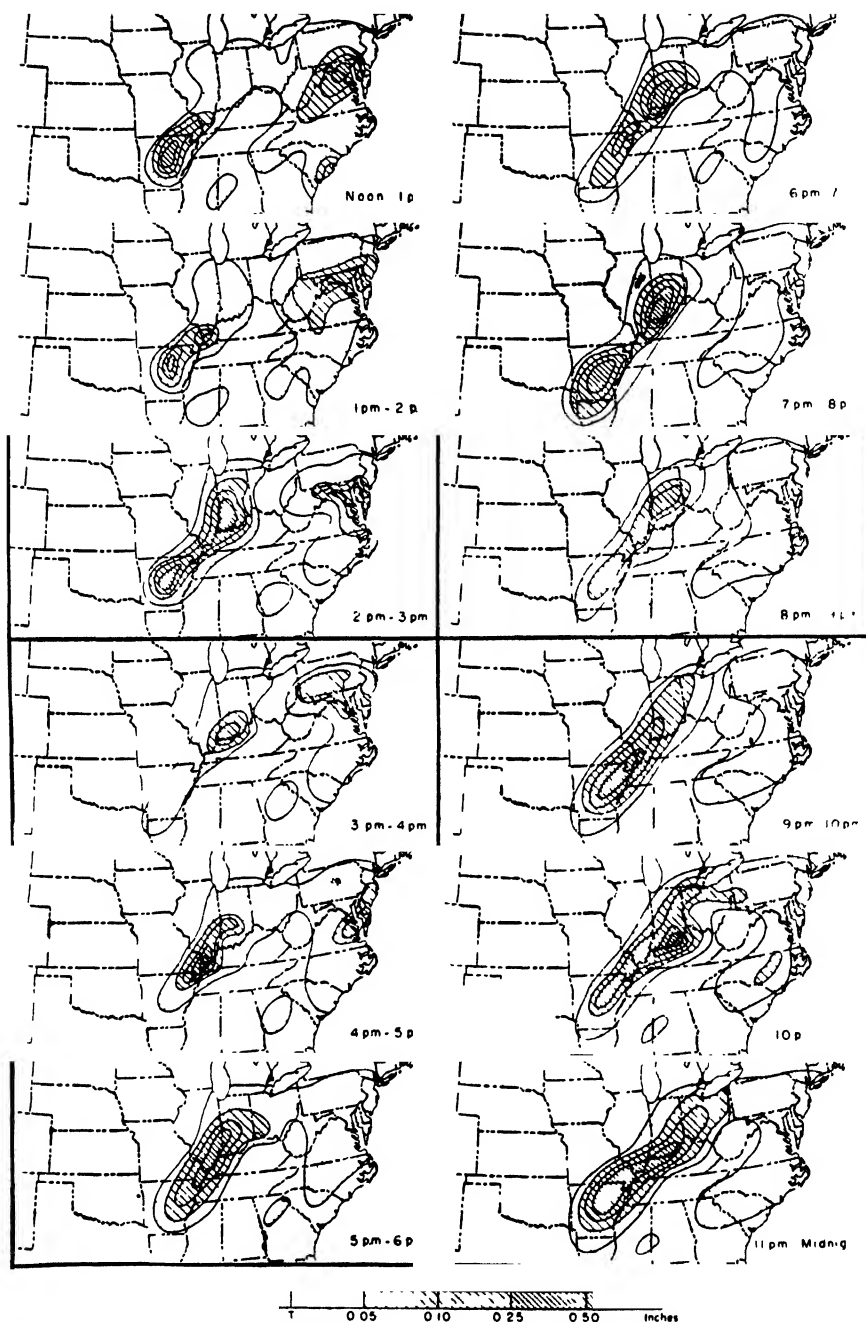 Noon 1p
6pm 7
1pm - 2p
7pm 8p
2pm - 3pm
8pm
3pm - 4pm
9pm 10pm
4pm - 5p
10p
5pm - 6p
11pm Midnig
T 0.05 0.10 0.25 0.50 Inches